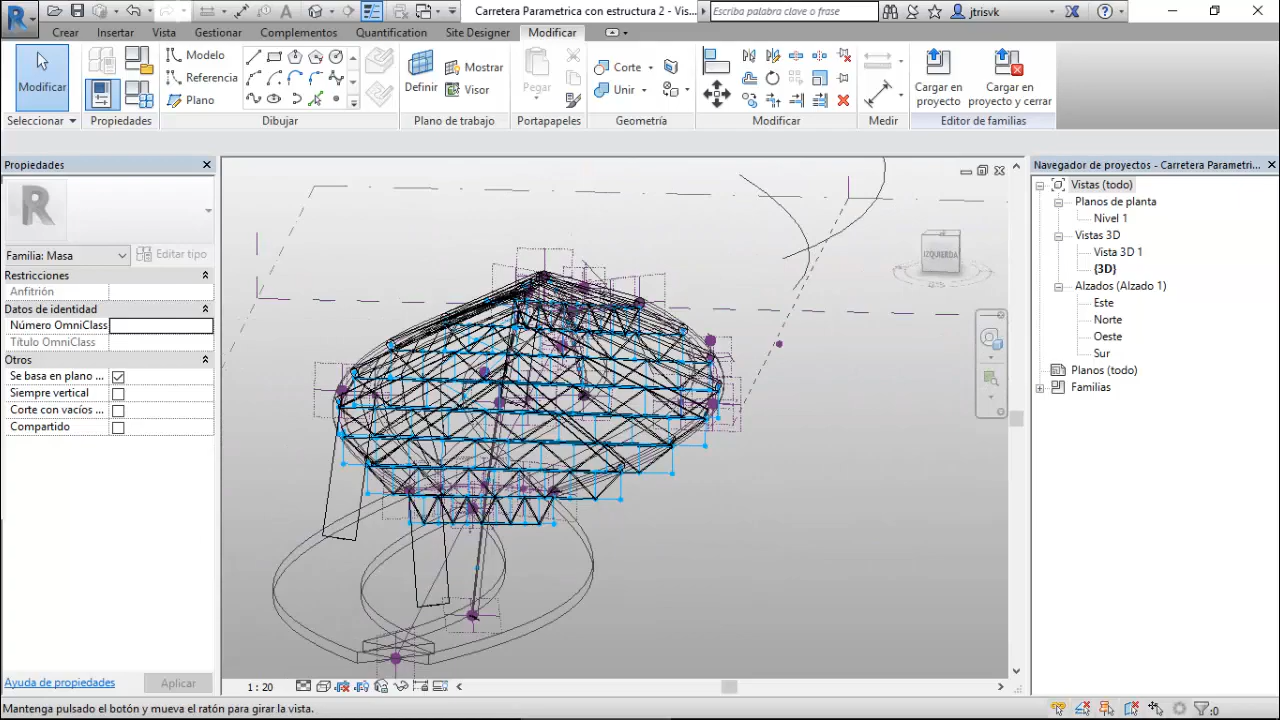 Carretera Parametrica con estructura 2 - Vis...
Escriba palabra clave o frase
jtrisvk
Crear
Insertar
Vista
Gestionar
Complementos
Quantification
Site Designer
Modificar
Modificar
Modelo
Referencia
Plano
Definir
Mostrar
Visor
Pegar
Corte
Unir
Cargar en
proyecto
Cargar en
proyecto y cerrar
Seleccionar
Propiedades
Dibujar
Plano de trabajo
Portapapeles
Geometría
Modificar
Medir
Editor de familias
Propiedades
R
Familia: Masa
Editar tipo
Restricciones
Anfitrión
Datos de identidad
Número OmniClass
Título OmniClass
Otros
Se basa en plano ...
Siempre vertical
Corte con vacíos ...
Compartido
Ayuda de propiedades
Aplicar
IZQUIERDA
1 : 20
Navegador de proyectos - Carretera Parametri...
Vistas (todo)
Planos de planta
Nivel 1
Vistas 3D
Vista 3D 1
{3D}
Alzados (Alzado 1)
Este
Norte
Oeste
Sur
Planos (todo)
Familias
Mantenga pulsado el botón y mueva el ratón para girar la vista.
:0